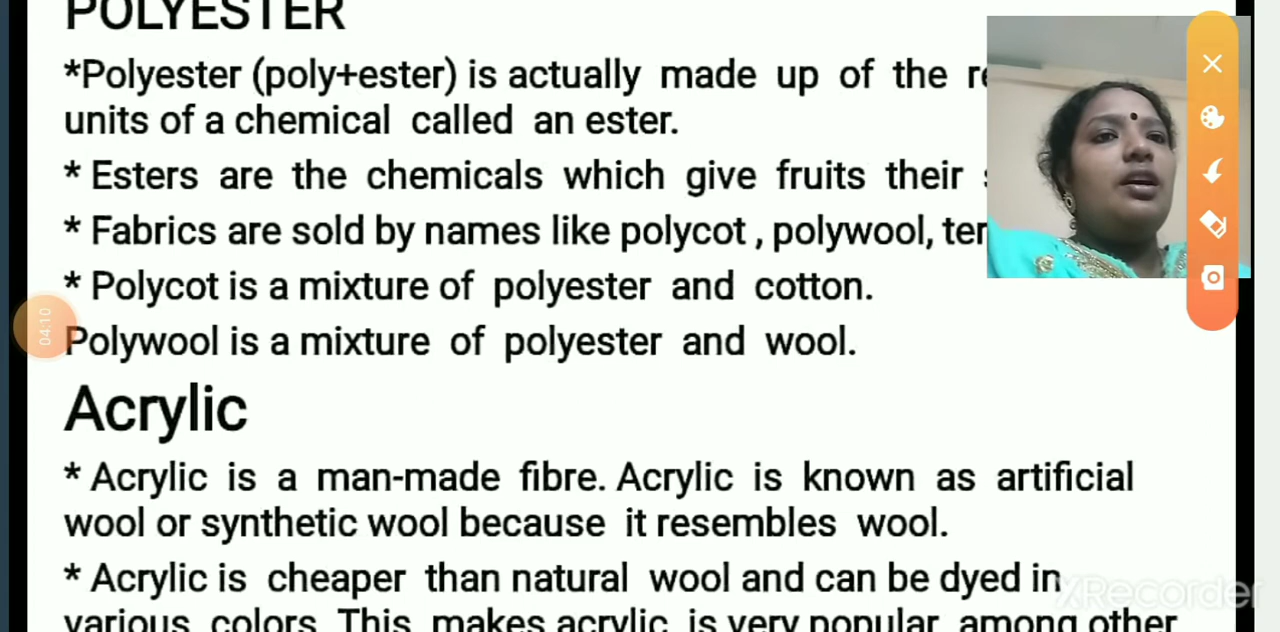 POLYESTER
*Polyester (poly+ester) is actually made up of the
units of a chemical called an ester.
* Esters are the chemicals which give fruits their
* Fabrics are sold by names like polycot , polywool,
* Polycot is a mixture of polyester and cotton.
Polywool is a mixture of polyester and wool.
04:10
Acrylic
* Acrylic is a man-made fibre. Acrylic is known as artificial
wool or synthetic wool because it resembles wool.
* Acrylic is cheaper than natural wool and can be dyed in
various colors. This makes acrylic is very popular among other
XRecorder